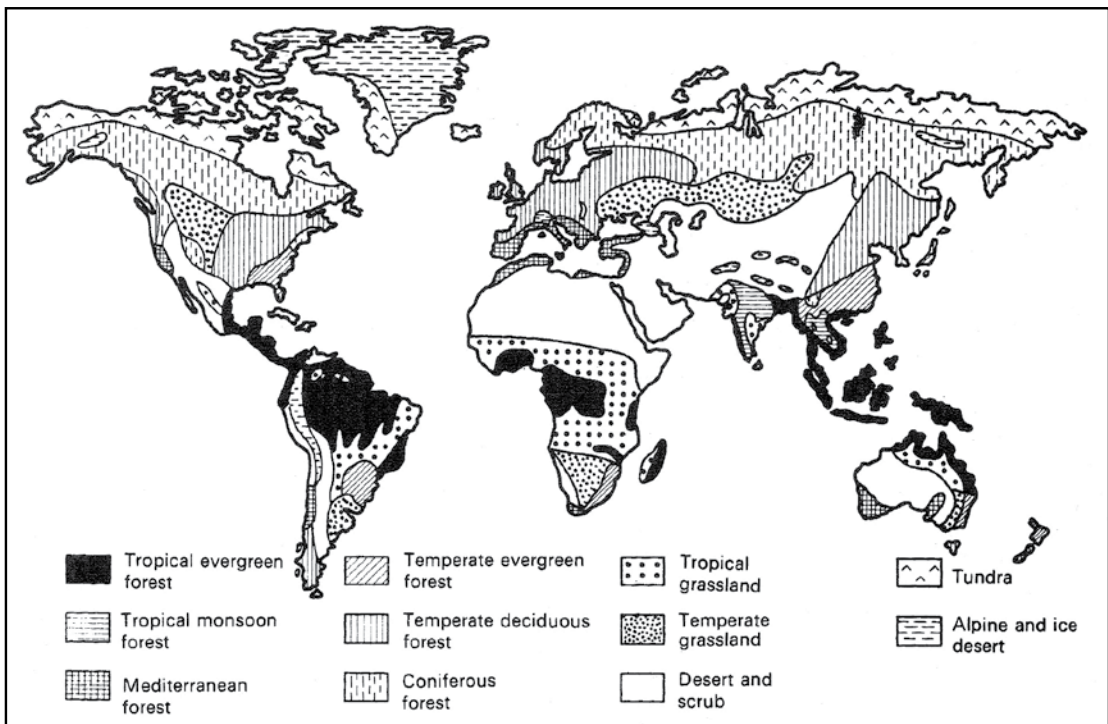 Tropical evergreen
forest
Temperate evergreen
forest
Tropical
grassland
Tundra
Tropical monsoon
forest
Temperate deciduous
forest
Temperate
grassland
Alpine and ice
desert
Mediterranean
forest
Coniferous
forest
Desert and
scrub